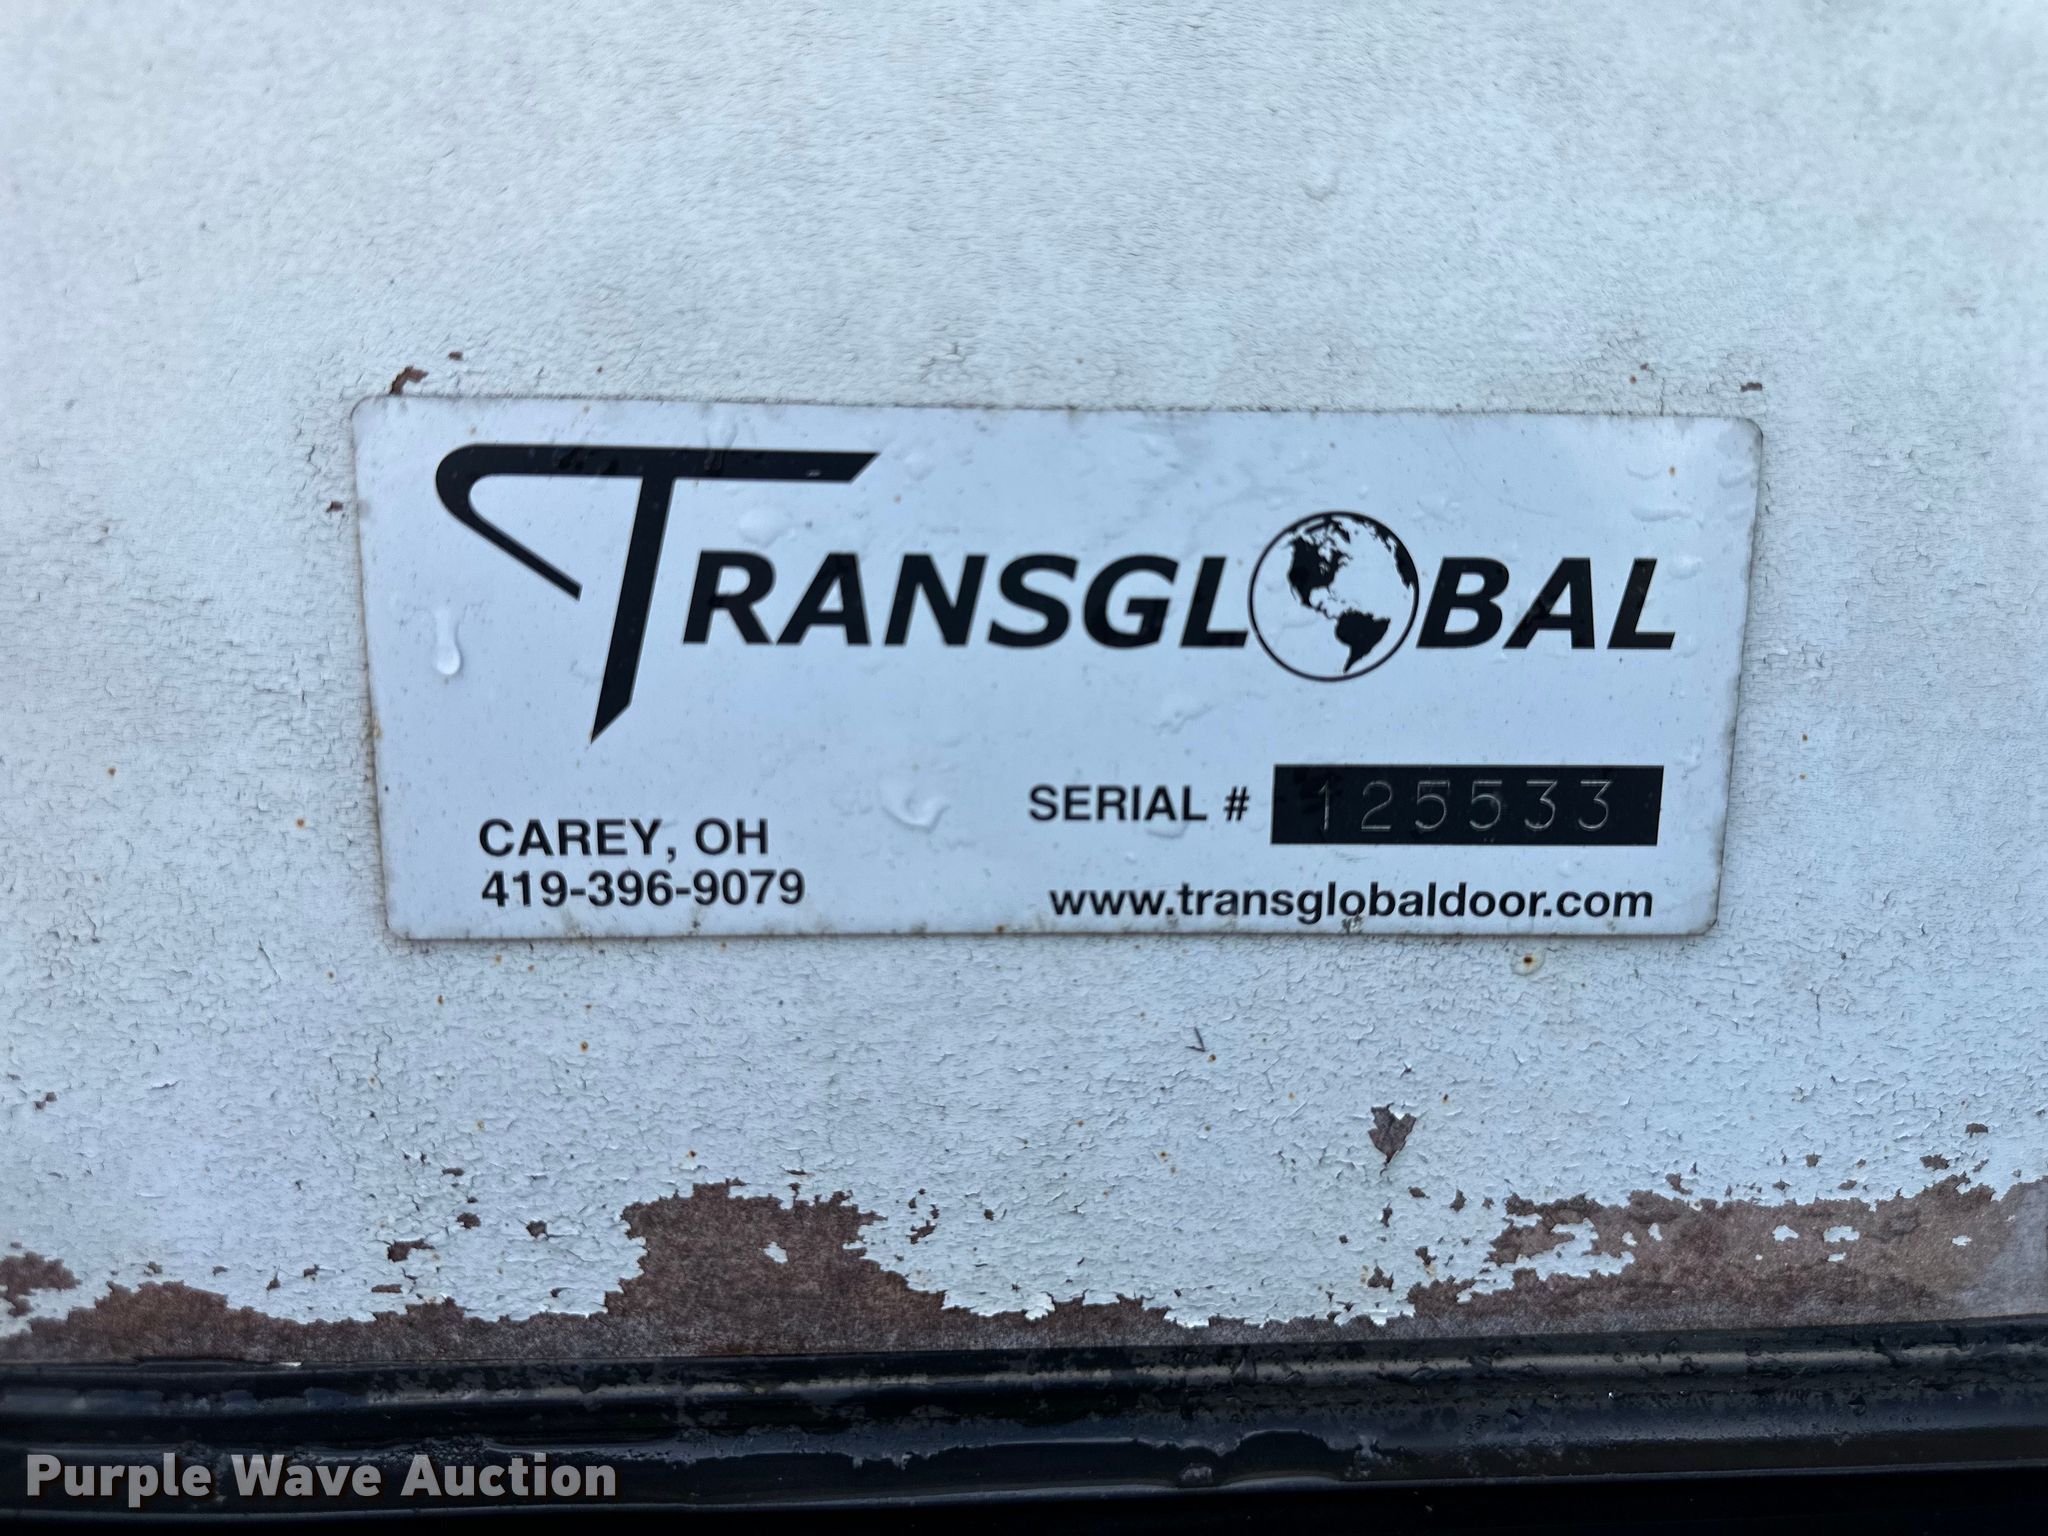 TRANSGLOBAL
SERIAL # 125533
CAREY, OH
419-396-9079
www.transglobaldoor.com
Purple Wave Auction